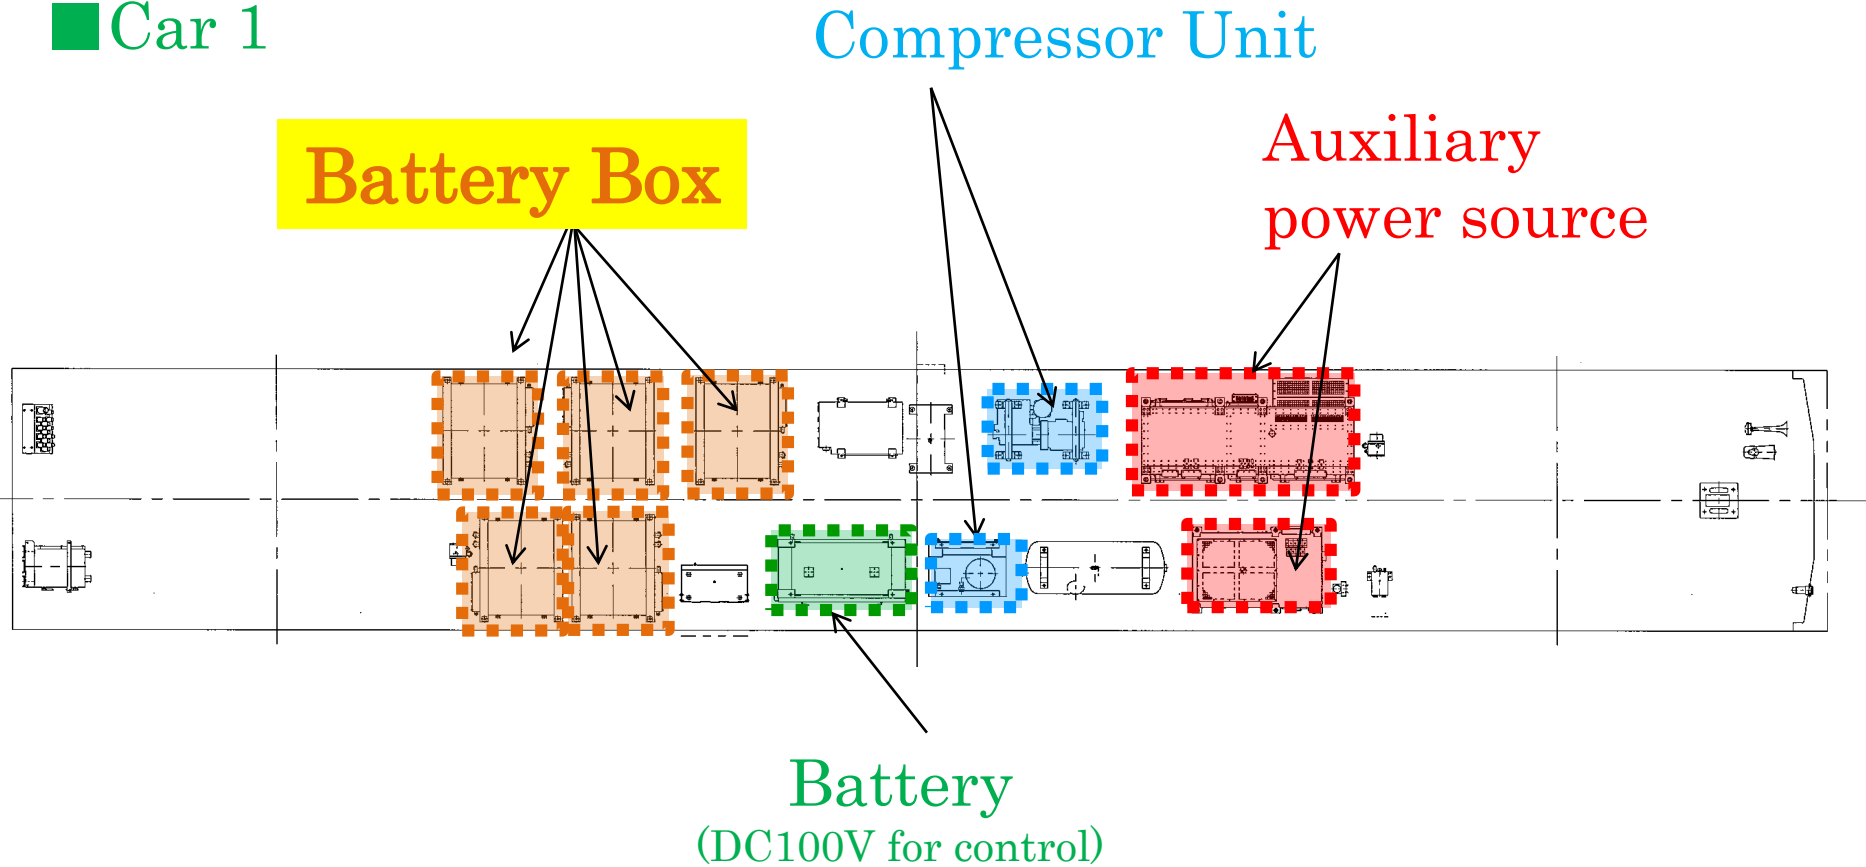 Car 1
Compressor Unit
Battery Box
Auxiliary
power source
Battery
(DC100V for control)